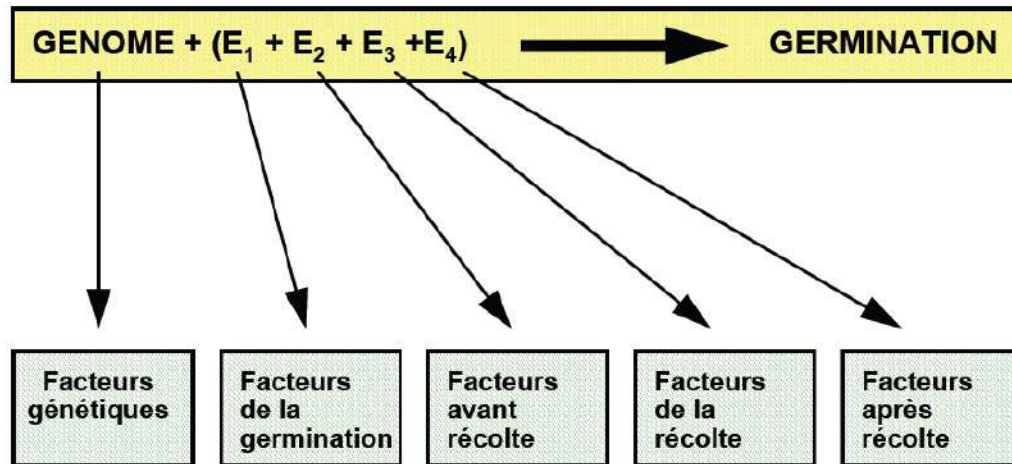 GENOME + (E1 + E2 + E3 +E4) GERMINATION
Facteurs
génétiques
Facteurs
de la
germination
Facteurs
avant
récolte
Facteurs
de la
récolte
Facteurs
après
récolte